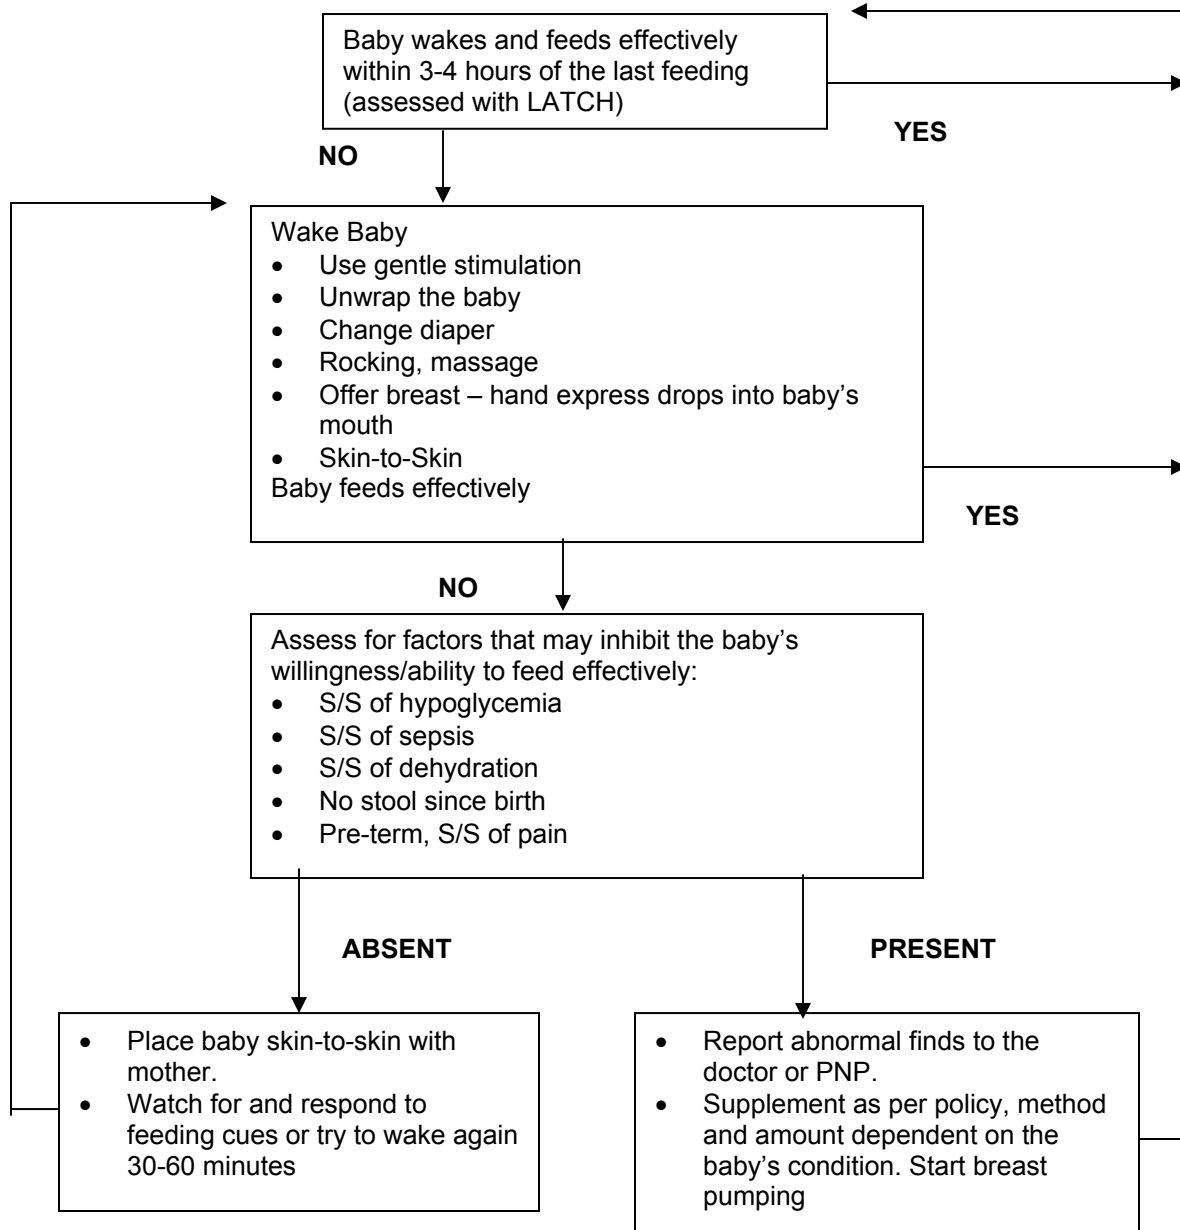 Baby wakes and feeds effectively
within 3-4 hours of the last feeding
(assessed with LATCH)
YES
NO
Wake Baby
• Use gentle stimulation
• Unwrap the baby
• Change diaper
• Rocking, massage
• Offer breast – hand express drops into baby’s
mouth
• Skin-to-Skin
Baby feeds effectively
YES
NO
Assess for factors that may inhibit the baby’s
willingness/ability to feed effectively:
• S/S of hypoglycemia
• S/S of sepsis
• S/S of dehydration
• No stool since birth
• Pre-term, S/S of pain
ABSENT
PRESENT
• Place baby skin-to-skin with
mother.
• Watch for and respond to
feeding cues or try to wake again
30-60 minutes
• Report abnormal finds to the
doctor or PNP.
• Supplement as per policy, method
and amount dependent on the
baby’s condition. Start breast
pumping